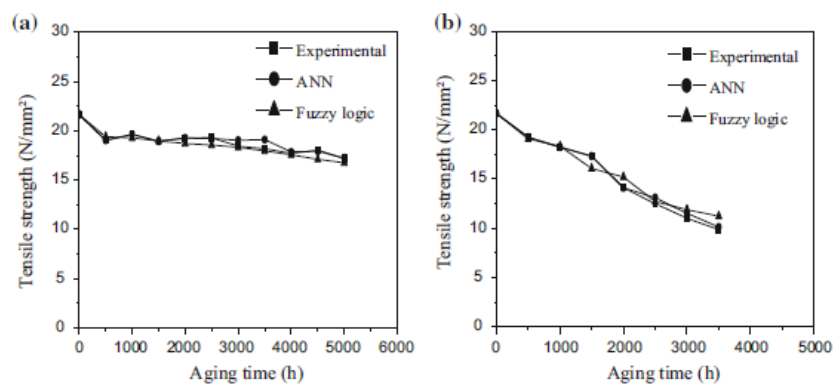 (a)
30
25
20
15
10
5
0
Tensile strength (N/mm²)
Experimental
ANN
Fuzzy logic
0 1000 2000 3000 4000 5000 6000
Aging time (h)
(b)
30
25
20
15
10
5
0
Tensile strength (N/mm²)
Experimental
ANN
Fuzzy logic
0 1000 2000 3000 4000 5000
Aging time (h)